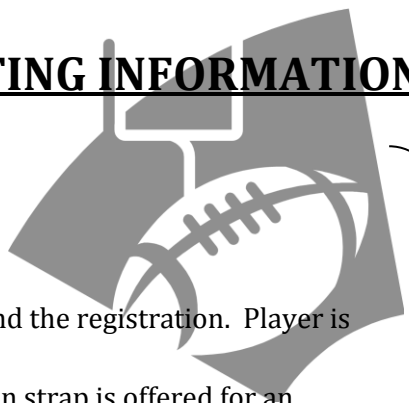 TING INFORMATION
nd the registration.  Player is
n strap is offered for an